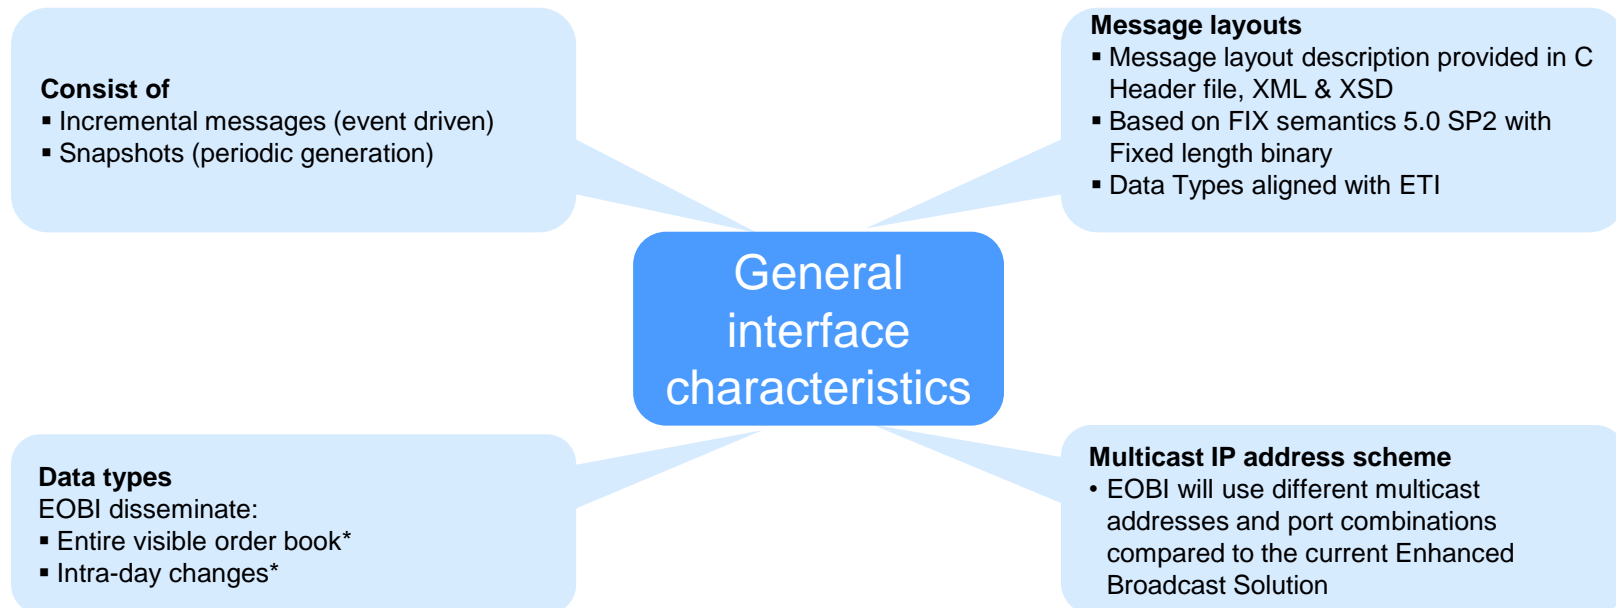 Consist of
▪ Incremental messages (event driven)
▪ Snapshots (periodic generation)
Message layouts
▪ Message layout description provided in C
Header file, XML & XSD
▪ Based on FIX semantics 5.0 SP2 with
Fixed length binary
▪ Data Types aligned with ETI
General
interface
characteristics
Data types
EOBI disseminate:
▪ Entire visible order book*
▪ Intra-day changes*
Multicast IP address scheme
• EOBI will use different multicast
addresses and port combinations
compared to the current Enhanced
Broadcast Solution